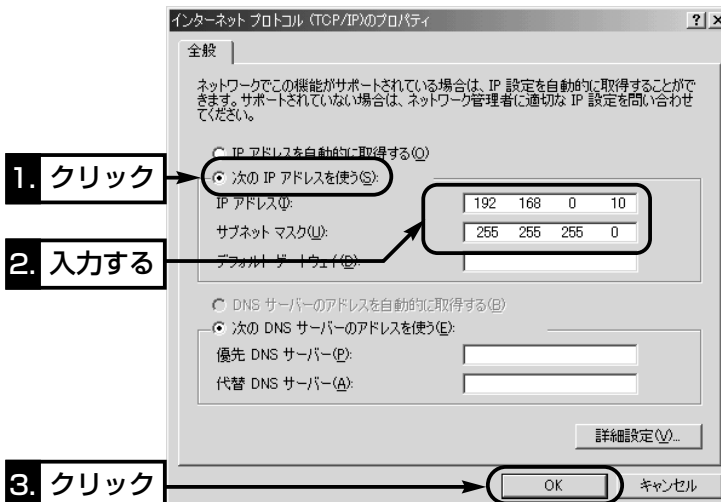 インターネット プロトコル (TCP/IP)のプロパティ
? ×
全般
ネットワークでこの機能がサポートされている場合は、IP 設定を自動的に取得することがで
きます。サポートされていない場合は、ネットワーク管理者に適切な IP 設定を問い合わせ
てください。
IP アドレスを自動的に取得する(O)
1. クリック
次の IP アドレスを使う(S):
IP アドレス(I):
192 168 0 10
サブネット マスク(U):
255 255 255 0
2. 入力する
デフォルト ゲートウェイ(D):
DNS サーバーのアドレスを自動的に取得する(B)
次の DNS サーバーのアドレスを使う(E):
優先 DNS サーバー(P):
代替 DNS サーバー(A):
詳細設定(V)...
3. クリック
OK
キャンセル